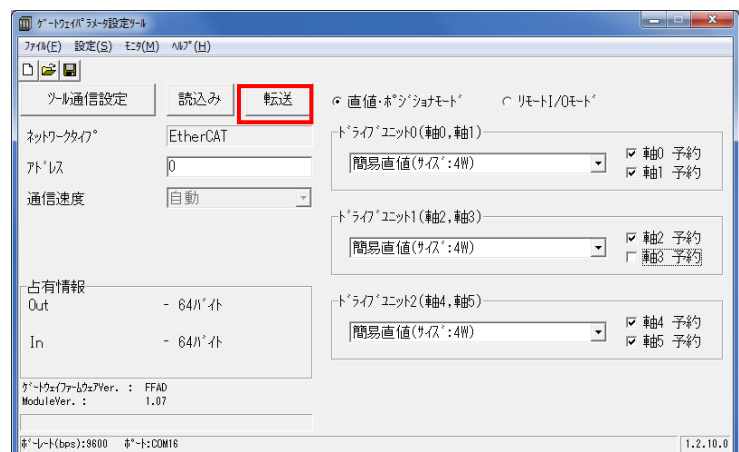 ｹﾞｰﾄｳｪｲﾊﾟﾗﾒｰﾀ設定ﾂｰﾙ
ﾌｧｲﾙ(F) 設定(S) ﾓﾆﾀ(M) ﾍﾙﾌﾟ(H)
ﾂｰﾙ通信設定 読込み 転送
直値･ﾎﾟｼﾞｼｮﾅﾓｰﾄﾞ ﾘﾓｰﾄI/Oﾓｰﾄﾞ
ﾈｯﾄﾜｰｸﾀｲﾌﾟ EtherCAT
ｱﾄﾞﾚｽ 0
通信速度 自動
ﾄﾞﾗｲﾌﾞﾕﾆｯﾄ0(軸0,軸1)
簡易直値(ｻｲｽﾞ:4W)
軸0 予約
軸1 予約
ﾄﾞﾗｲﾌﾞﾕﾆｯﾄ1(軸2,軸3)
簡易直値(ｻｲｽﾞ:4W)
軸2 予約
軸3 予約
占有情報
Out - 64ﾊﾞｲﾄ
In - 64ﾊﾞｲﾄ
ﾄﾞﾗｲﾌﾞﾕﾆｯﾄ2(軸4,軸5)
簡易直値(ｻｲｽﾞ:4W)
軸4 予約
軸5 予約
ｹﾞｰﾄｳｪｲﾌｧｰﾑｳｪｱVer. : FFAD
ModuleVer. : 1.07
ﾎﾞｰﾚｰﾄ(bps):9600 ﾎﾟｰﾄ:COM16 1.2.10.0